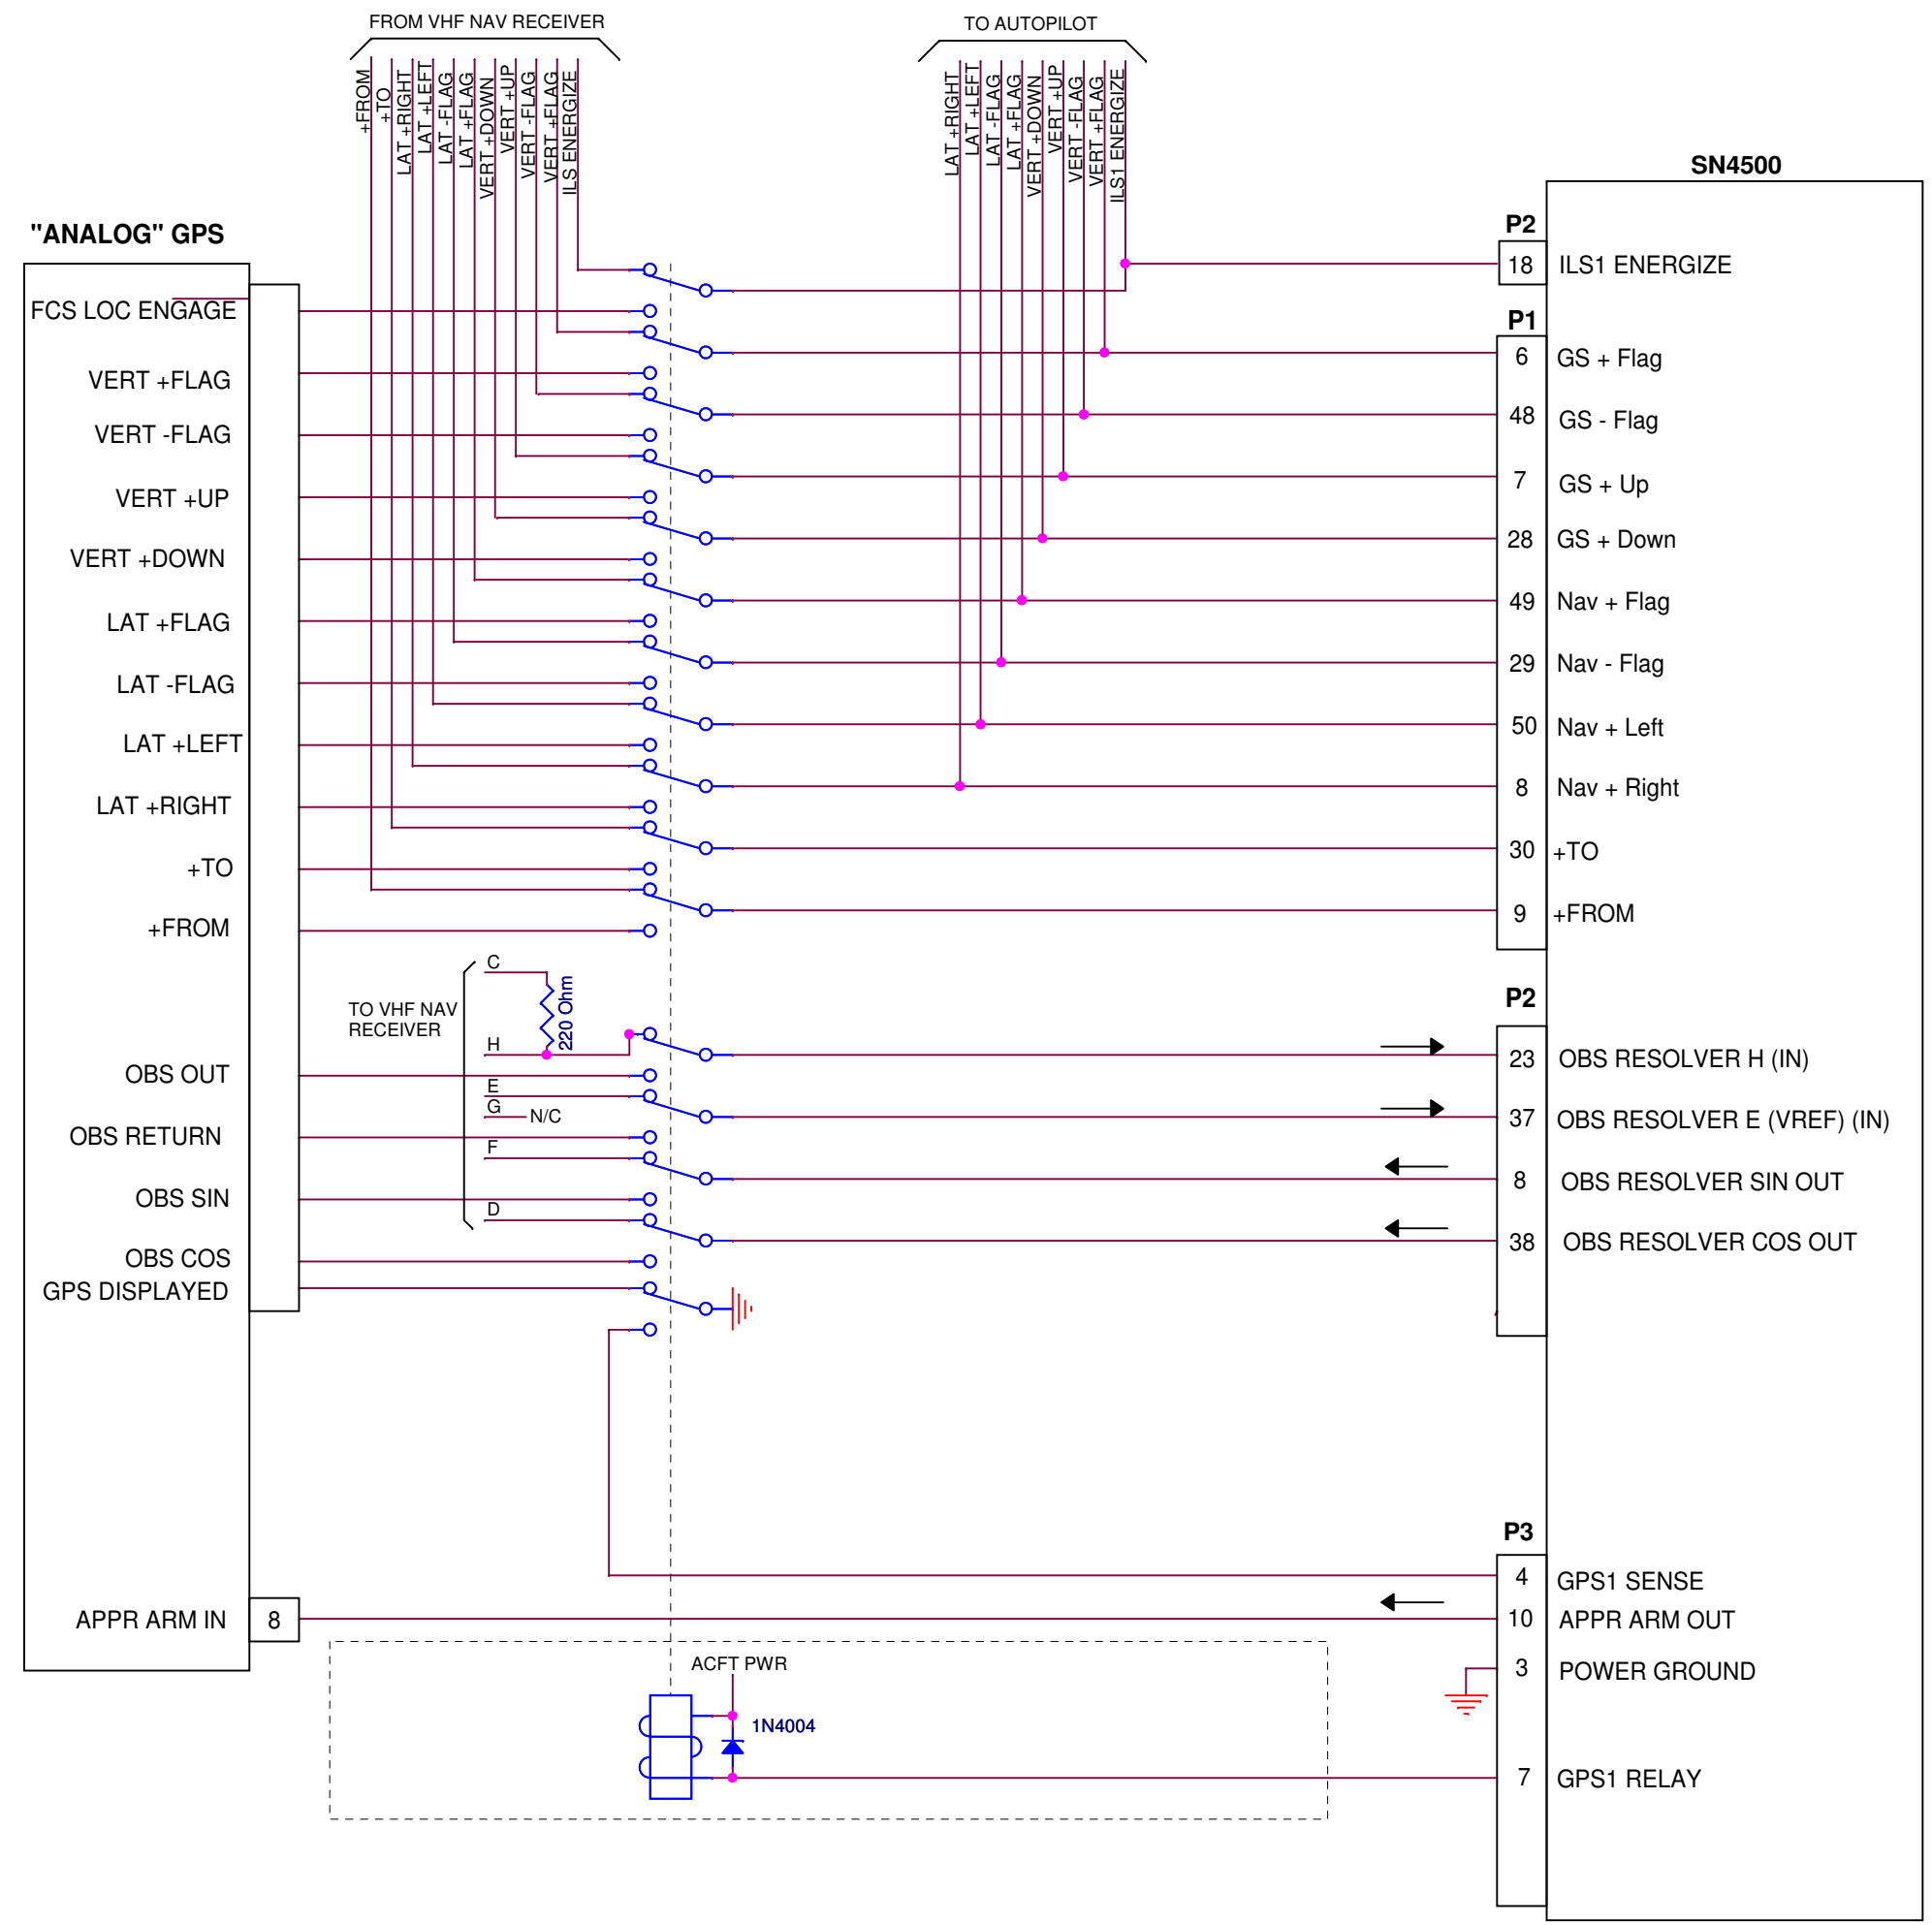 FROM VHF NAV RECEIVER
TO AUTOPILOT
+FROM
+TO
LAT +RIGHT
LAT +LEFT
LAT -FLAG
LAT +FLAG
VERT +DOWN
VERT +UP
VERT -FLAG
VERT +FLAG
ILS ENERGIZE
LAT +RIGHT
LAT +LEFT
LAT -FLAG
LAT +FLAG
VERT +DOWN
VERT +UP
VERT -FLAG
VERT +FLAG
ILS1 ENERGIZE
SN4500
"ANALOG" GPS
P2
18 ILS1 ENERGIZE
FCS LOC ENGAGE
P1
6 GS + Flag
VERT +FLAG
48 GS - Flag
VERT -FLAG
7 GS + Up
VERT +UP
28 GS + Down
VERT +DOWN
49 Nav + Flag
LAT +FLAG
29 Nav - Flag
LAT -FLAG
50 Nav + Left
LAT +LEFT
8 Nav + Right
LAT +RIGHT
30 +TO
+TO
9 +FROM
+FROM
C
220 Ohm
TO VHF NAV
RECEIVER
H
E
G N/C
F
D
P2
23 OBS RESOLVER H (IN)
OBS OUT
37 OBS RESOLVER E (VREF) (IN)
OBS RETURN
8 OBS RESOLVER SIN OUT
OBS SIN
38 OBS RESOLVER COS OUT
OBS COS
GPS DISPLAYED
P3
4 GPS1 SENSE
APPR ARM IN 8
10 APPR ARM OUT
3 POWER GROUND
ACFT PWR
1N4004
7 GPS1 RELAY